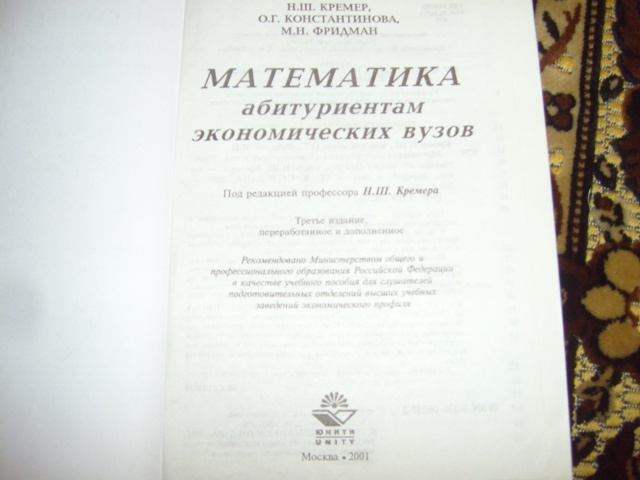 Н.Ш. КРЕМЕР,
О.Г. КОНСТАНТИНОВА,
М.Н. ФРИДМАН
МАТЕМАТИКА
абитуриентам
экономических вузов
Под редакцией профессора Н.Ш. Кремера
Третье издание,
переработанное и дополненное
Рекомендовано Министерством общего и
профессионального образования Российской Федерации
в качестве учебного пособия для слушателей
подготовительных отделений высших учебных
заведений экономического профиля
ЮНИТИ
UNITY
Москва • 2001